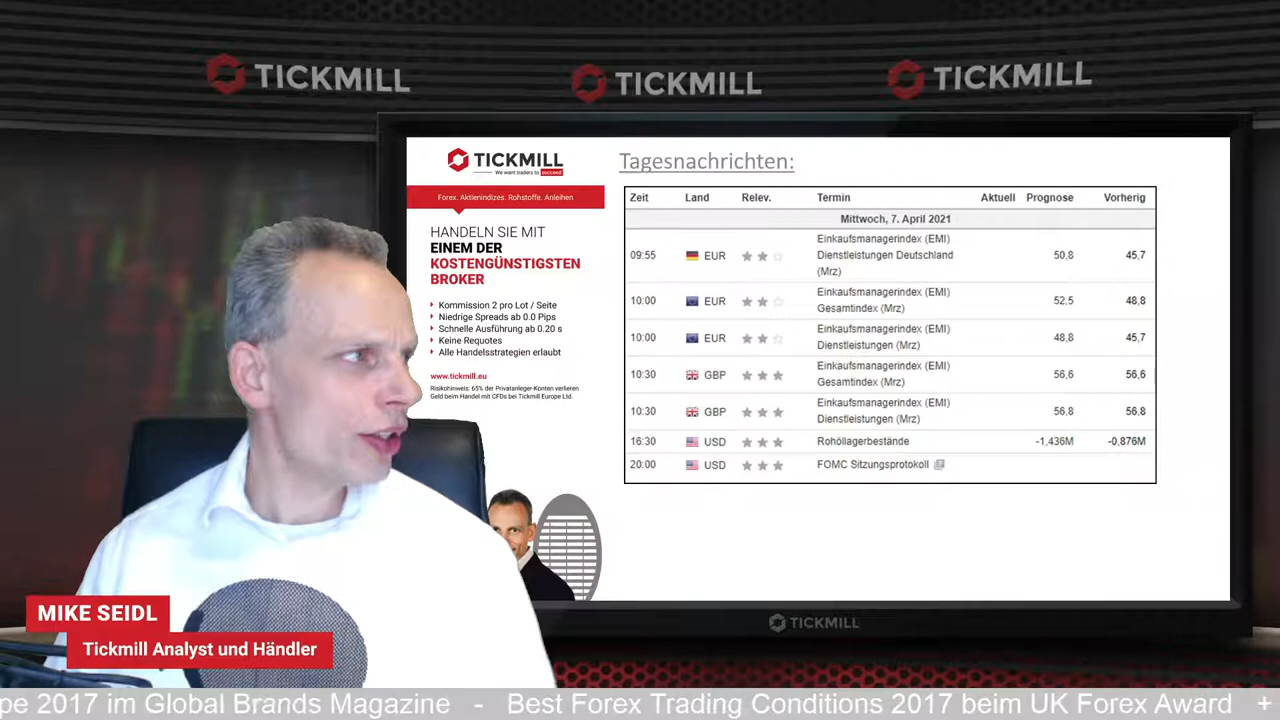 TICKMILL
TICKMILL
TICKMILL
TICKMILL
We want traders to succeed
Forex. Aktienindizes. Rohstoffe. Anleihen
HANDELN SIE MIT
EINEM DER
KOSTENGÜNSTIGSTEN
BROKER
Kommission 2 pro Lot / Seite
Niedrige Spreads ab 0.0 Pips
Schnelle Ausführung ab 0.20 s
Keine Requotes
Alle Handelsstrategien erlaubt
www.tickmill.eu
Risikohinweis: 65% der Privatanleger-Konten verlieren
Geld beim Handel mit CFDs bei Tickmill Europe Ltd.
Tagesnachrichten:
Zeit Land Relev. Termin Aktuell Prognose Vorherig
Mittwoch, 7. April 2021
Einkaufsmanagerindex (EMI)
09:55 EUR Dienstleistungen Deutschland 50,8 45,7
(Mrz)
Einkaufsmanagerindex (EMI)
10:00 EUR 52,5 48,8
Gesamtindex (Mrz)
Einkaufsmanagerindex (EMI)
10:00 EUR 48,8 45,7
Dienstleistungen (Mrz)
Einkaufsmanagerindex (EMI)
10:30 GBP 56,6 56,6
Gesamtindex (Mrz)
Einkaufsmanagerindex (EMI)
10:30 GBP 56,8 56,8
Dienstleistungen (Mrz)
16:30 USD Rohöllagerbestände -1,436M -0,876M
20:00 USD FOMC Sitzungsprotokoll
TICKMILL
MIKE SEIDL
Tickmill Analyst und Händler
pe 2017 im Global Brands Magazine - Best Forex Trading Conditions 2017 beim UK Forex Award +